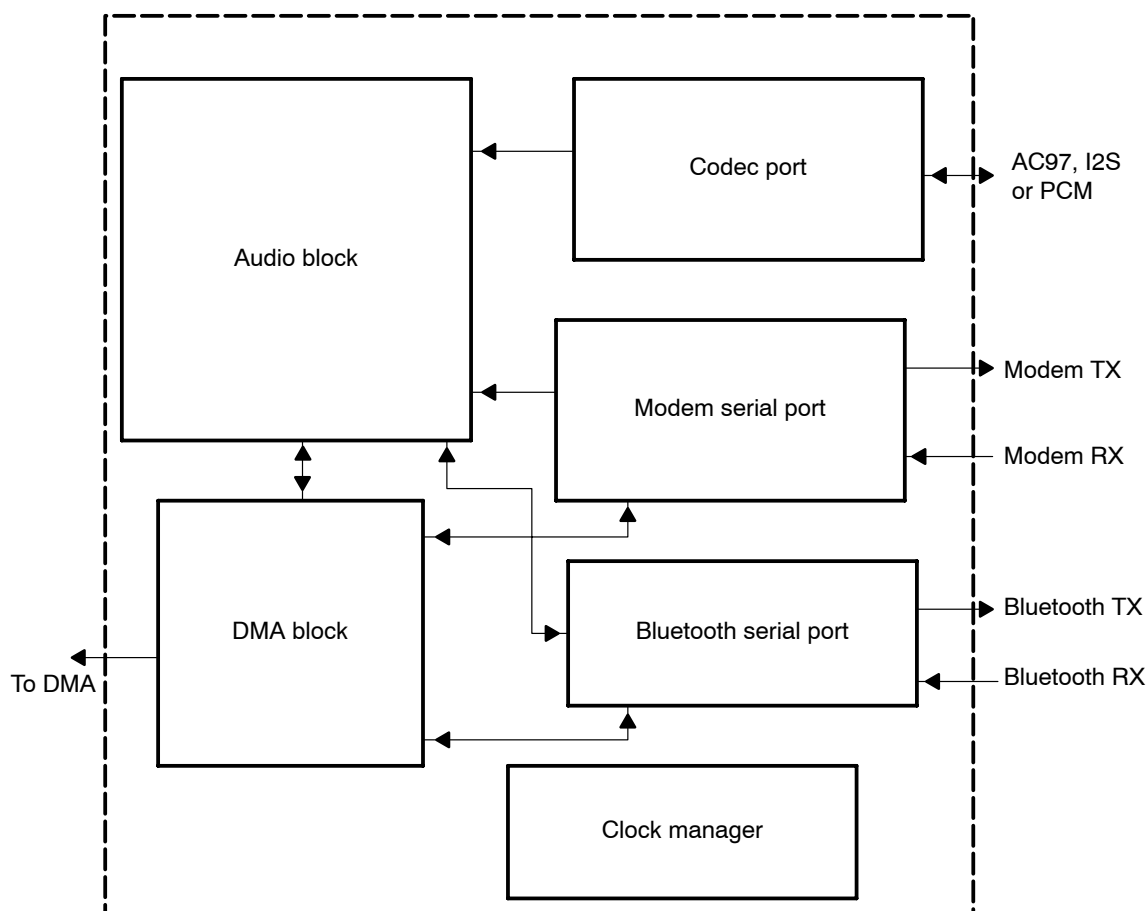 Codec port
AC97, I2S
or PCM
Audio block
Modem TX
Modem serial port
Modem RX
Bluetooth TX
DMA block
Bluetooth serial port
To DMA
Bluetooth RX
Clock manager